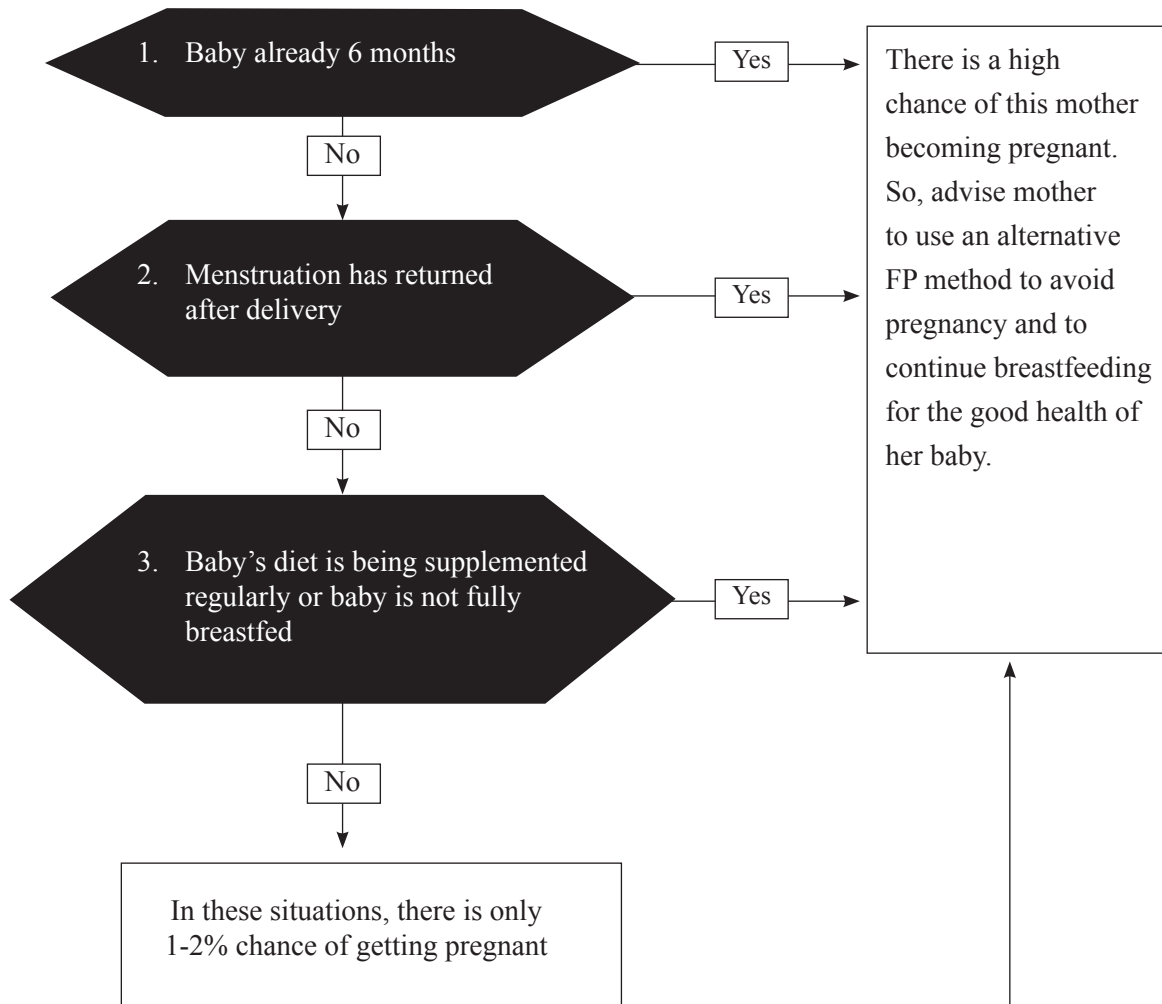 1. Baby already 6 months
Yes
There is a high
chance of this mother
becoming pregnant.
So, advise mother
to use an alternative
FP method to avoid
pregnancy and to
continue breastfeeding
for the good health of
her baby.
No
2. Menstruation has returned
after delivery
Yes
No
3. Baby’s diet is being supplemented
regularly or baby is not fully
breastfed
Yes
No
In these situations, there is only
1-2% chance of getting pregnant